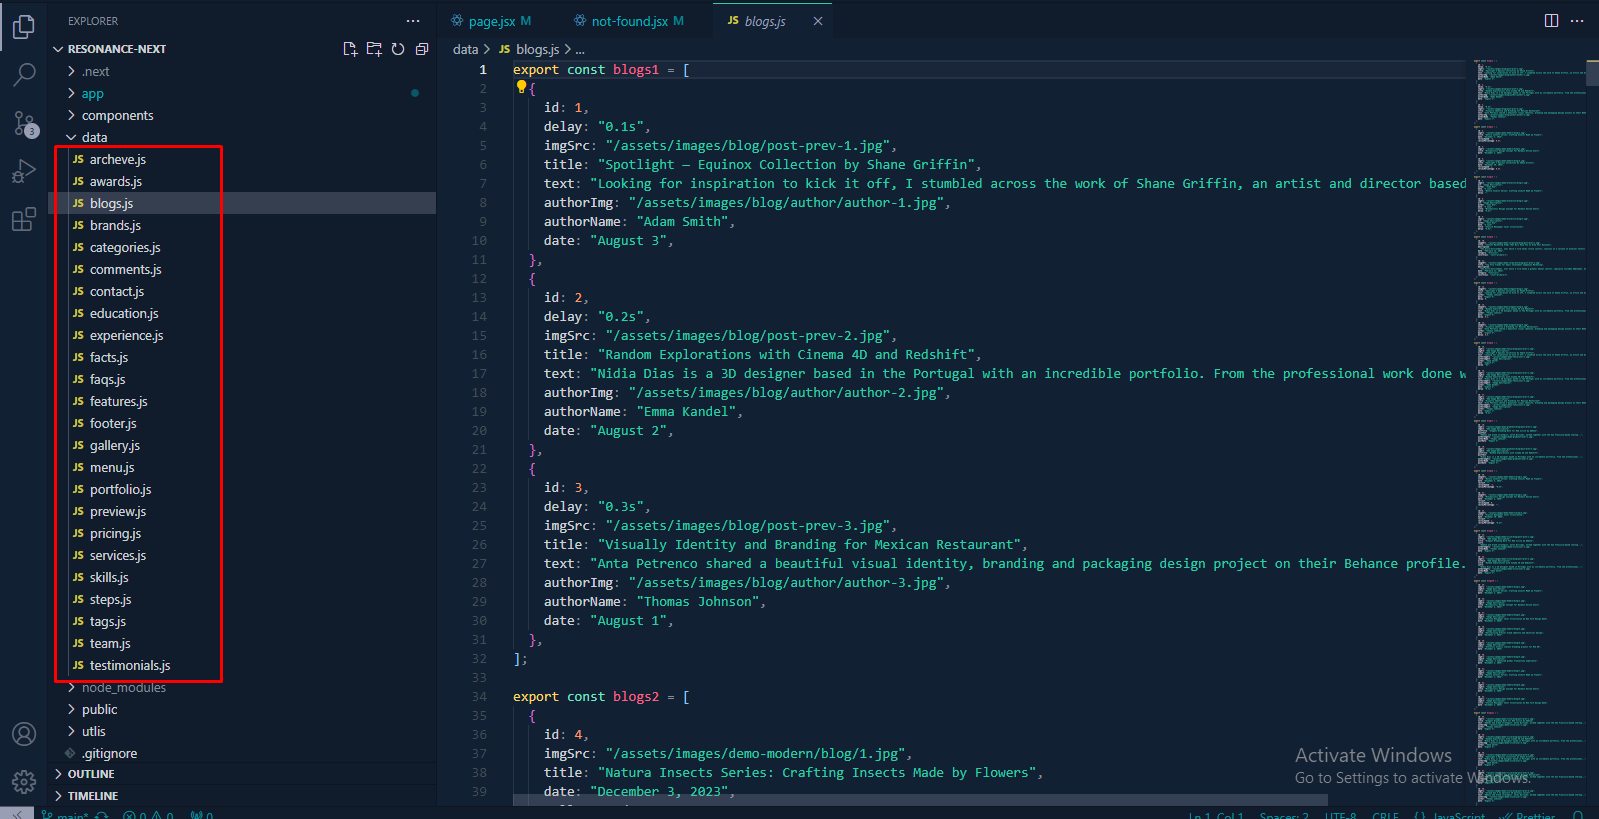 EXPLORER
RESONANCE-NEXT
.next
app
components
data
JS archeve.js
JS awards.js
JS blogs.js
JS brands.js
JS categories.js
JS comments.js
JS contact.js
JS education.js
JS experience.js
JS facts.js
JS faqs.js
JS features.js
JS footer.js
JS gallery.js
JS menu.js
JS portfolio.js
JS preview.js
JS pricing.js
JS services.js
JS skills.js
JS steps.js
JS tags.js
JS team.js
JS testimonials.js
node_modules
public
utlis
.gitignore
OUTLINE
TIMELINE
3
page.jsx M
not-found.jsx M
JS blogs.js
data > JS blogs.js > ...
1 export const blogs1 = [
2 {
3 id: 1,
4 delay: "0.1s",
5 imgSrc: "/assets/images/blog/post-prev-1.jpg",
6 title: "Spotlight — Equinox Collection by Shane Griffin",
7 text: "Looking for inspiration to kick it off, I stumbled across the work of Shane Griffin, an artist and director based
8 authorImg: "/assets/images/blog/author/author-1.jpg",
9 authorName: "Adam Smith",
10 date: "August 3",
11 },
12 {
13 id: 2,
14 delay: "0.2s",
15 imgSrc: "/assets/images/blog/post-prev-2.jpg",
16 title: "Random Explorations with Cinema 4D and Redshift",
17 text: "Nidia Dias is a 3D designer based in the Portugal with an incredible portfolio. From the professional work done w
18 authorImg: "/assets/images/blog/author/author-2.jpg",
19 authorName: "Emma Kandel",
20 date: "August 2",
21 },
22 {
23 id: 3,
24 delay: "0.3s",
25 imgSrc: "/assets/images/blog/post-prev-3.jpg",
26 title: "Visually Identity and Branding for Mexican Restaurant",
27 text: "Anta Petrenco shared a beautiful visual identity, branding and packaging design project on their Behance profile.
28 authorImg: "/assets/images/blog/author/author-3.jpg",
29 authorName: "Thomas Johnson",
30 date: "August 1",
31 },
32 ];
33
34 export const blogs2 = [
35 {
36 id: 4,
37 imgSrc: "/assets/images/demo-modern/blog/1.jpg",
38 title: "Natura Insects Series: Crafting Insects Made by Flowers",
39 date: "December 3, 2023",
Activate Windows
Go to Settings to activate Windows.
main* 0 0 0
Ln 1, Col 1 Spaces: 2 UTF-8 CRLF {} JavaScript Prettier